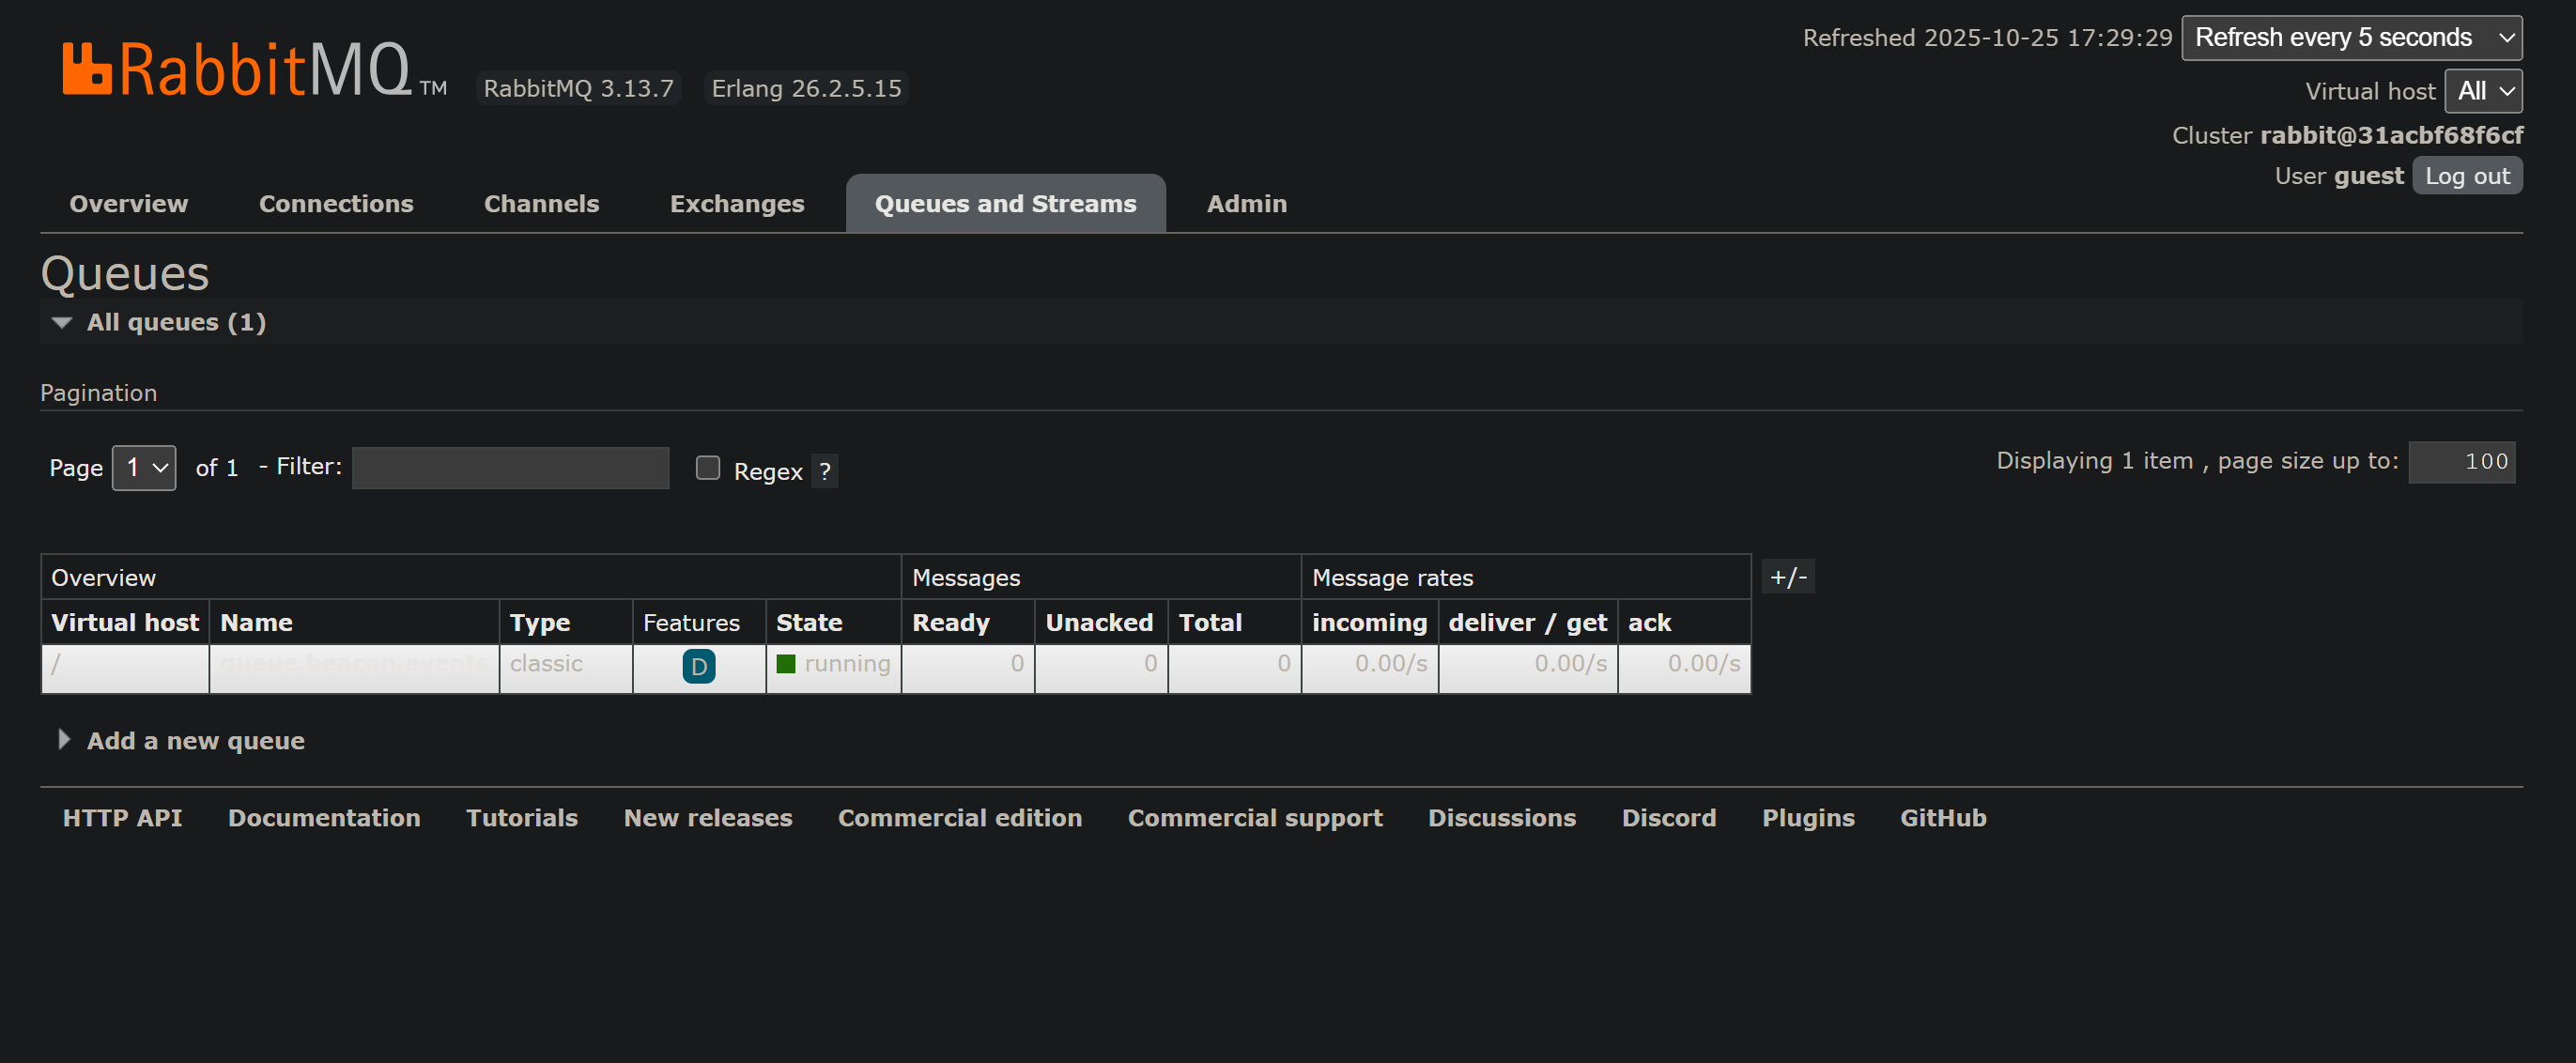 RabbitMQ™ RabbitMQ 3.13.7 Erlang 26.2.5.15
Refreshed 2025-10-25 17:29:29 Refresh every 5 seconds
Virtual host All
Cluster rabbit@31acbf68f6cf
User guest Log out
Overview Connections Channels Exchanges Queues and Streams Admin
Queues
All queues (1)
Pagination
Page 1 of 1 - Filter: Regex ? Displaying 1 item , page size up to: 100
Overview Messages Message rates +/-
Virtual host Name Type Features State Ready Unacked Total incoming deliver / get ack
/ queue.beacon.events classic D running 0 0 0 0.00/s 0.00/s 0.00/s
Add a new queue
HTTP API Documentation Tutorials New releases Commercial edition Commercial support Discussions Discord Plugins GitHub